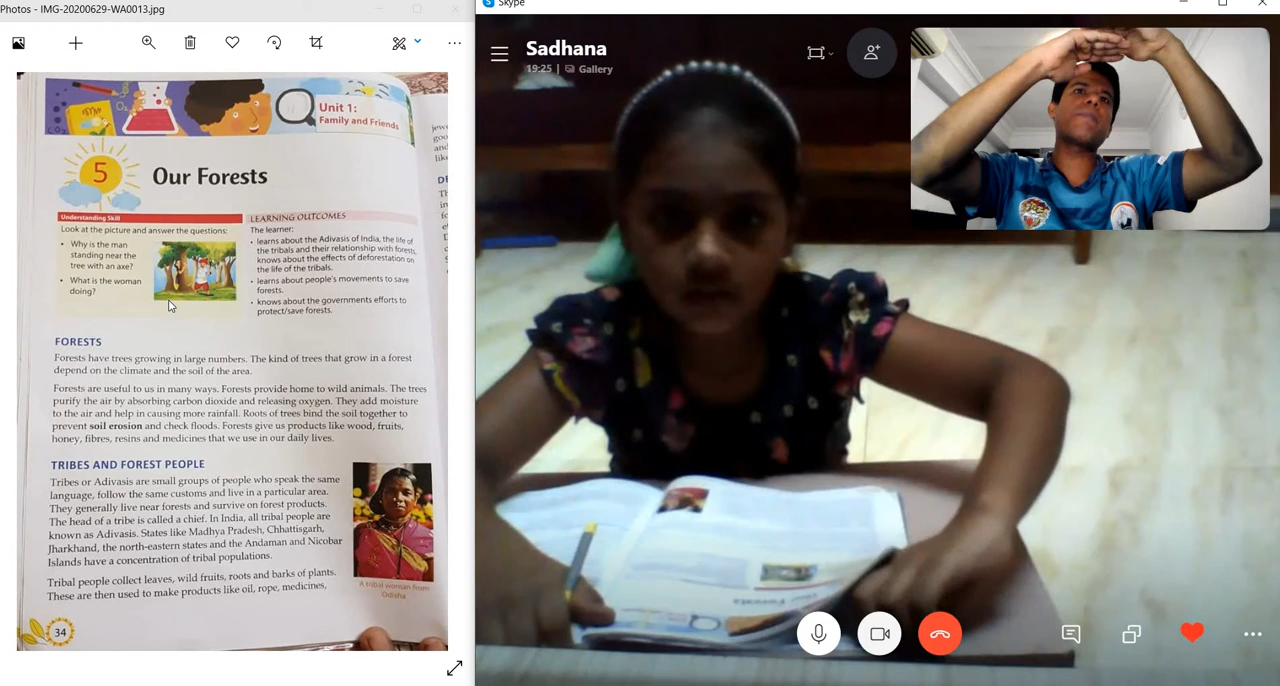 Photos - IMG-20200629-WA0013.jpg
Unit 1:
Family and Friends
5
Our Forests
Understanding Skill
Look at the picture and answer the questions:
• Why is the man
standing near the
tree with an axe?
• What is the woman
doing?
LEARNING OUTCOMES
The learner:
• learns about the Adivasis of India, the life of
the tribals and their relationship with forests,
knows about the effects of deforestation on
the life of the tribals.
• learns about people's movements to save
forests.
• knows about the governments efforts to
protect/save forests.
FORESTS
Forests have trees growing in large numbers. The kind of trees that grow in a forest
depend on the climate and the soil of the area.
Forests are useful to us in many ways. Forests provide home to wild animals. The trees
purify the air by absorbing carbon dioxide and releasing oxygen. They add moisture
to the air and help in causing more rainfall. Roots of trees bind the soil together to
prevent soil erosion and check floods. Forests give us products like wood, fruits,
honey, fibres, resins and medicines that we use in our daily lives.
TRIBES AND FOREST PEOPLE
Tribes or Adivasis are small groups of people who speak the same
language, follow the same customs and live in a particular area.
They generally live near forests and survive on forest products.
The head of a tribe is called a chief. In India, all tribal people are
known as Adivasis. States like Madhya Pradesh, Chhattisgarh,
Jharkhand, the north-eastern states and the Andaman and Nicobar
Islands have a concentration of tribal populations.
Tribal people collect leaves, wild fruits, roots and barks of plants.
These are then used to make products like oil, rope, medicines,
A tribal woman from
Odisha
34
Skype
Sadhana
19:25 | Gallery